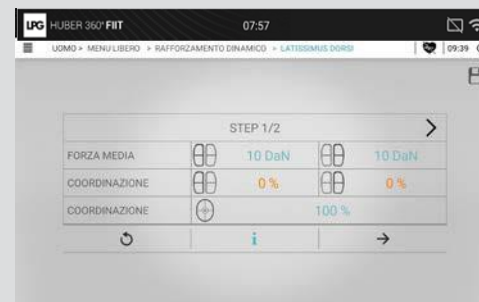 LPG HUBER 360° FIIT 07:57
UOMO > MENU LIBERO > RAFFORZAMENTO DINAMICO > LATISSIMUS DORSI 09:39
STEP 1/2
FORZA MEDIA 10 DaN 10 DaN
COORDINAZIONE 0 % 0 %
COORDINAZIONE 100 %
i